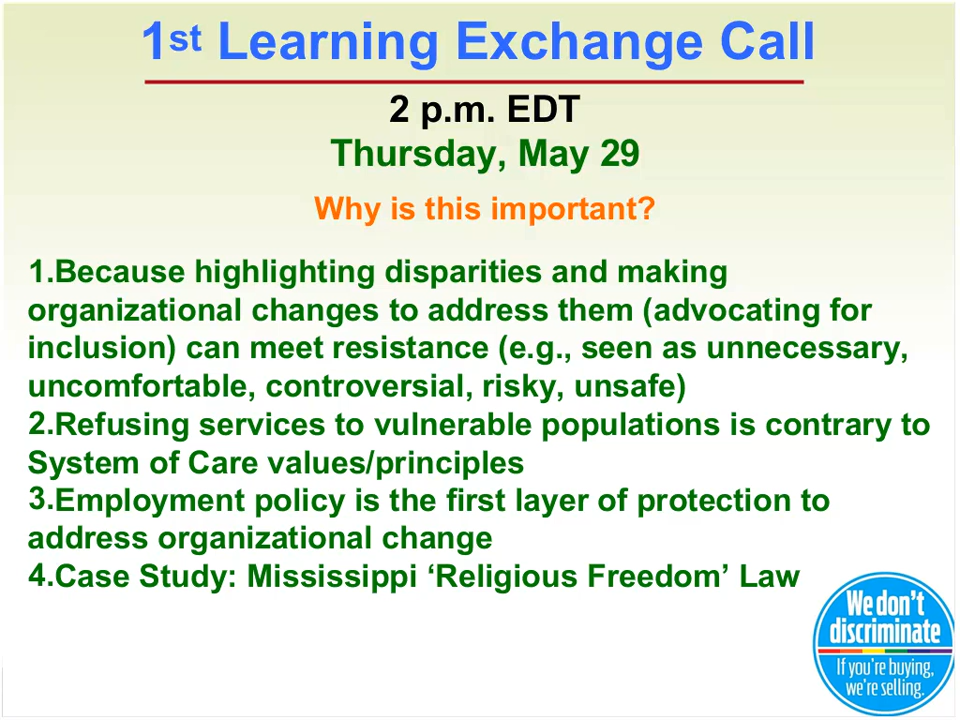 1st Learning Exchange Call
2 p.m. EDT
Thursday, May 29
Why is this important?
1.Because highlighting disparities and making
organizational changes to address them (advocating for
inclusion) can meet resistance (e.g., seen as unnecessary,
uncomfortable, controversial, risky, unsafe)
2.Refusing services to vulnerable populations is contrary to
System of Care values/principles
3.Employment policy is the first layer of protection to
address organizational change
4.Case Study: Mississippi ‘Religious Freedom’ Law
We don't
discriminate
If you're buying,
we're selling.